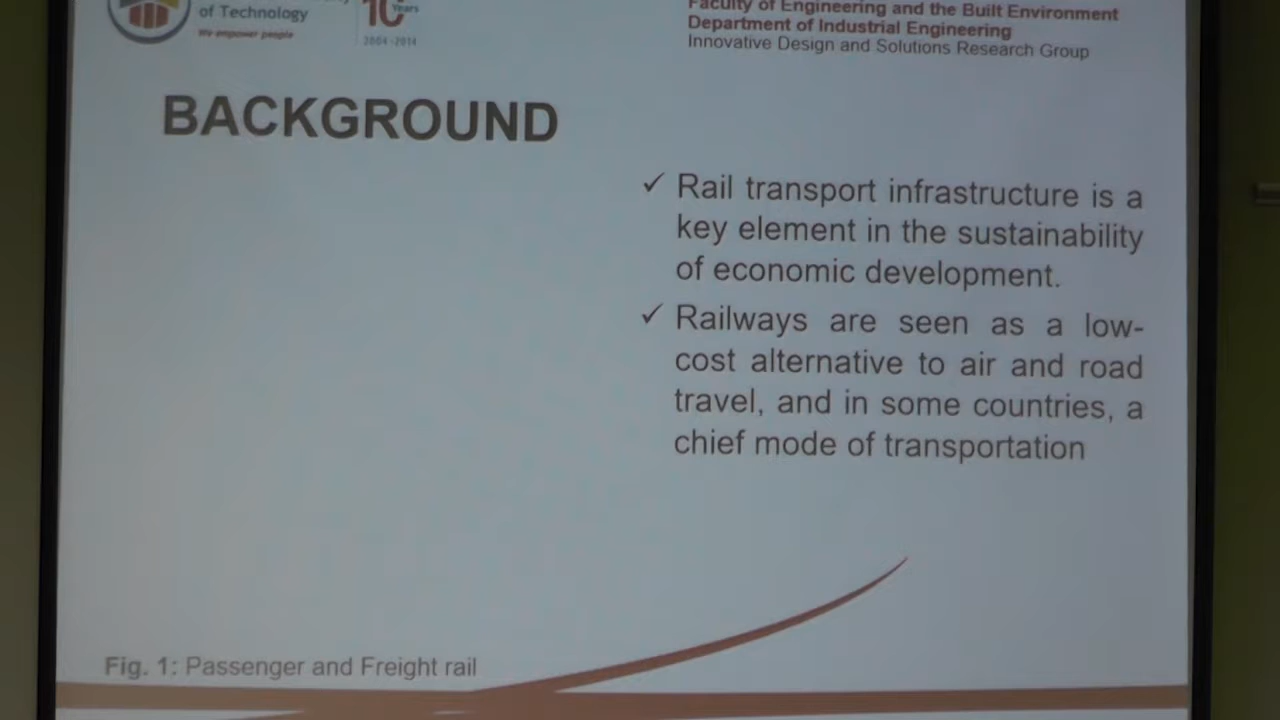 of Technology
We empower people
10 Years
2004-2014
Faculty of Engineering and the Built Environment
Department of Industrial Engineering
Innovative Design and Solutions Research Group
BACKGROUND
✓ Rail transport infrastructure is a
key element in the sustainability
of economic development.
✓ Railways are seen as a low-
cost alternative to air and road
travel, and in some countries, a
chief mode of transportation
Fig. 1: Passenger and Freight rail